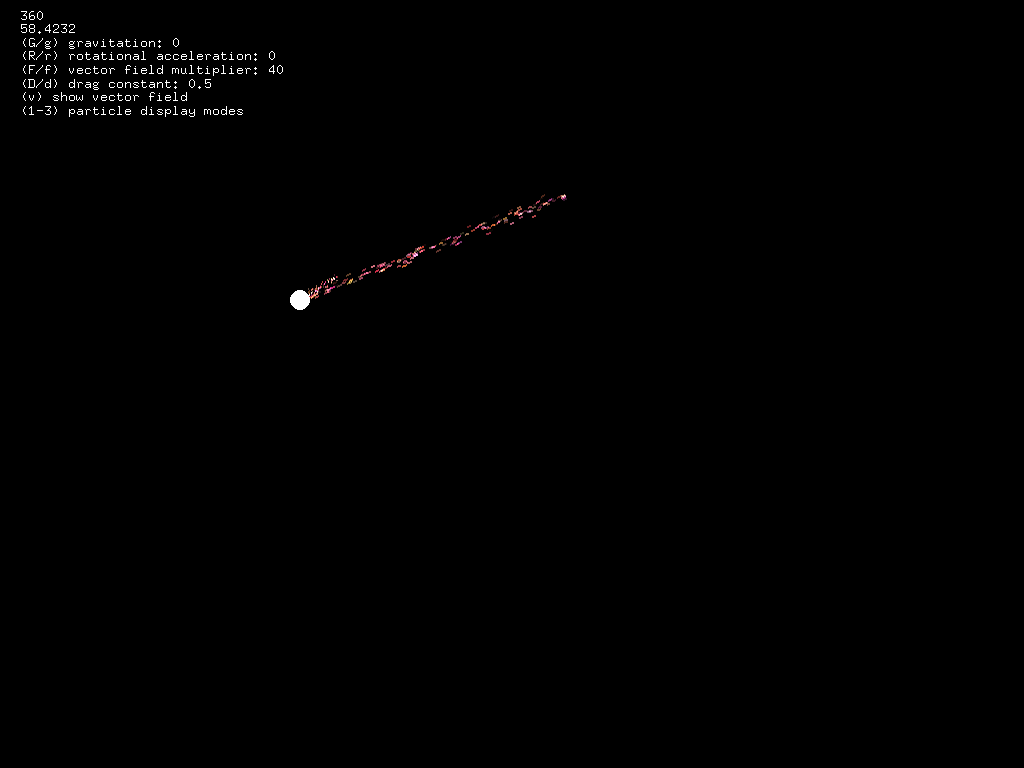 360
58.4232
(G/g) gravitation: 0
(R/r) rotational acceleration: 0
(F/f) vector field multiplier: 40
(D/d) drag constant: 0.5
(v) show vector field
(1-3) particle display modes